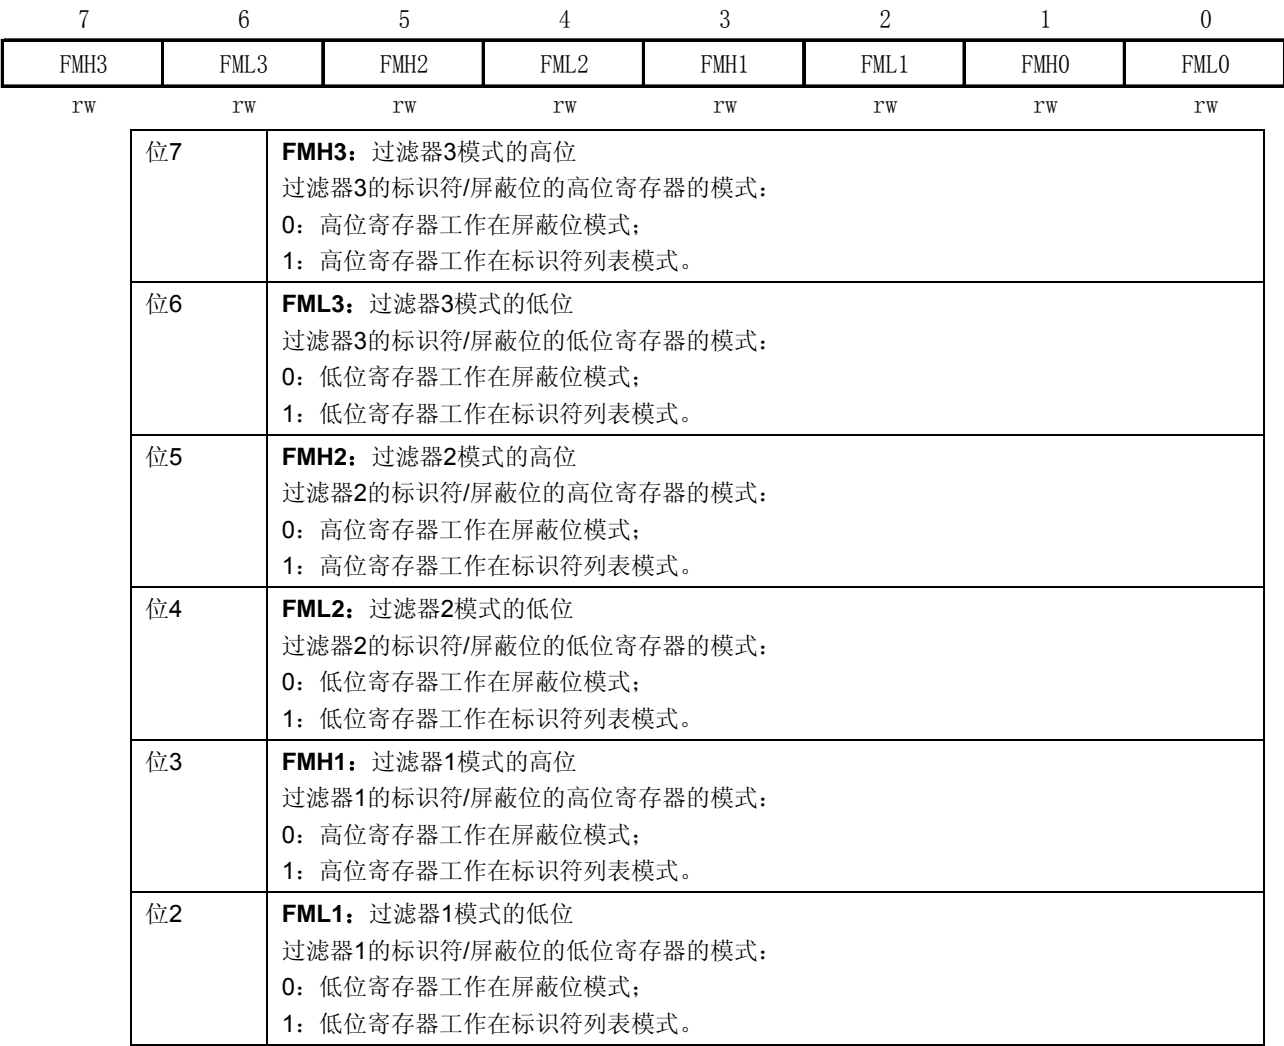 7 6 5 4 3 2 1 0
FMH3 FML3 FMH2 FML2 FMH1 FML1 FMH0 FML0
rw rw rw rw rw rw rw rw
位7 FMH3：过滤器3模式的高位
过滤器3的标识符/屏蔽位的高位寄存器的模式：
0：高位寄存器工作在屏蔽位模式；
1：高位寄存器工作在标识符列表模式。
位6 FML3：过滤器3模式的低位
过滤器3的标识符/屏蔽位的低位寄存器的模式：
0：低位寄存器工作在屏蔽位模式；
1：低位寄存器工作在标识符列表模式。
位5 FMH2：过滤器2模式的高位
过滤器2的标识符/屏蔽位的高位寄存器的模式：
0：高位寄存器工作在屏蔽位模式；
1：高位寄存器工作在标识符列表模式。
位4 FML2：过滤器2模式的低位
过滤器2的标识符/屏蔽位的低位寄存器的模式：
0：低位寄存器工作在屏蔽位模式；
1：低位寄存器工作在标识符列表模式。
位3 FMH1：过滤器1模式的高位
过滤器1的标识符/屏蔽位的高位寄存器的模式：
0：高位寄存器工作在屏蔽位模式；
1：高位寄存器工作在标识符列表模式。
位2 FML1：过滤器1模式的低位
过滤器1的标识符/屏蔽位的低位寄存器的模式：
0：低位寄存器工作在屏蔽位模式；
1：低位寄存器工作在标识符列表模式。